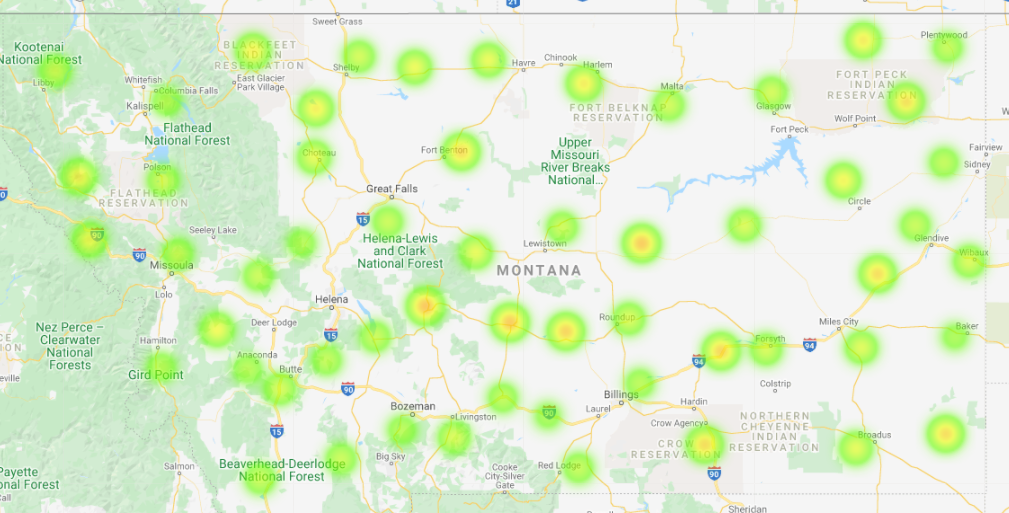 21
Sweet Grass
Kootenai
National Forest
Libby
BLACKFEET
INDIAN
RESERVATION
East Glacier
Park Village
Shelby
Havre
Chinook
Harlem
Malta
FORT BELKNAP
RESERVATION
Glasgow
FORT PECK
INDIAN
RESERVATION
Plentywood
Wolf Point
Fort Peck
Whitefish
Columbia Falls
Kalispell
Flathead
National Forest
Polson
FLATHEAD
RESERVATION
Choteau
Fort Benton
Great Falls
Upper
Missouri
River Breaks
National...
Fairview
Sidney
Circle
Glendive
Wibaux
15
Seeley Lake
90
90
Missoula
Lolo
Helena-Lewis
and Clark
National Forest
Lewistown
MONTANA
Helena
15
Deer Lodge
Nez Perce –
Clearwater
National
Forests
Hamilton
Gird Point
Anaconda
Butte
90
Roundup
94
Forsyth
94
Miles City
Baker
Colstrip
Bozeman
Livingston
90
Laurel
Billings
Hardin
Crow Agency
CROW
RESERVATION
90
NORTHERN
CHEYENNE
INDIAN
RESERVATION
Broadus
15
Big Sky
Beaverhead-Deerlodge
National Forest
Salmon
Payette
National Forest
Cooke
City-Silver
Gate
Red Lodge
Sheridan